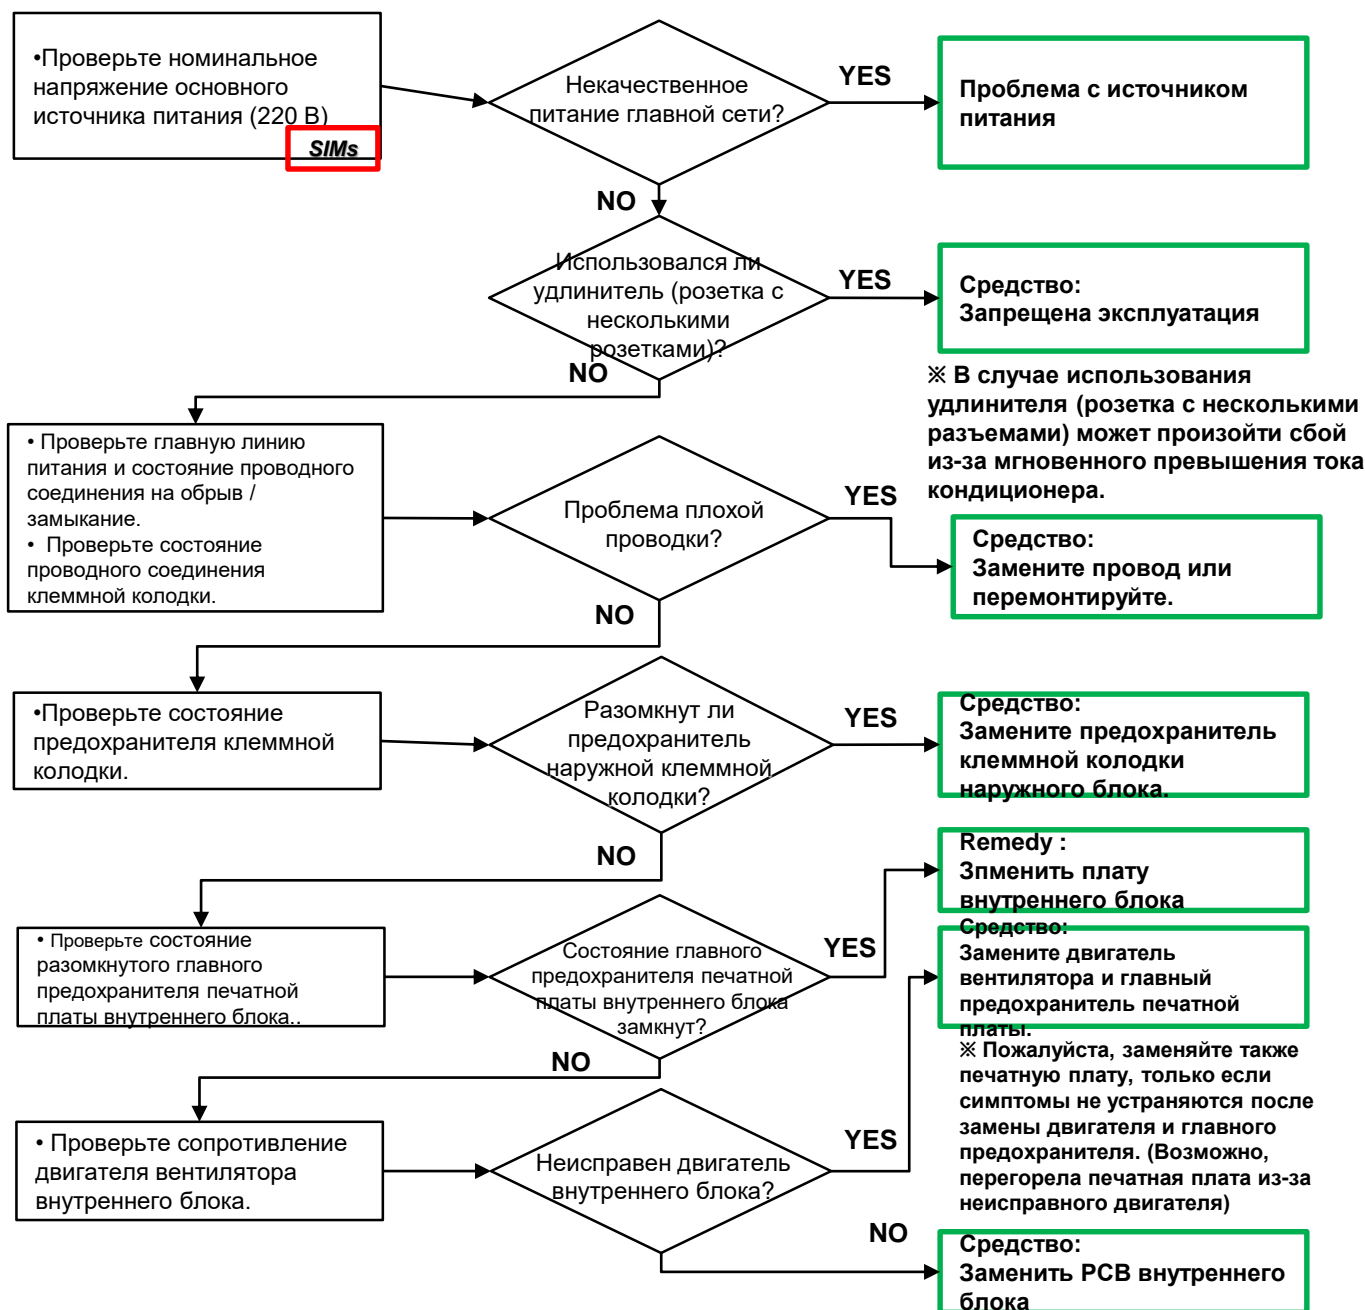 •Проверьте номинальное
напряжение основного
источника питания (220 В)
SIMs
Некачественное
питание главной сети?
YES
Проблема с источником
питания
NO
Использовался ли
удлинитель (розетка с
несколькими
розетками)?
YES
Средство:
Запрещена эксплуатация
NO
※ В случае использования
удлинителя (розетка с несколькими
разъемами) может произойти сбой
из-за мгновенного превышения тока
кондиционера.
• Проверьте главную линию
питания и состояние проводного
соединения на обрыв /
замыкание.
• Проверьте состояние
проводного соединения
клеммной колодки.
Проблема плохой
проводки?
YES
Средство:
Замените провод или
перемонтируйте.
NO
•Проверьте состояние
предохранителя клеммной
колодки.
Разомкнут ли
предохранитель
наружной клеммной
колодки?
YES
Средство:
Замените предохранитель
клеммной колодки
наружного блока.
NO
• Проверьте состояние
разомкнутого главного
предохранителя печатной
платы внутреннего блока..
Состояние главного
предохранителя печатной
платы внутреннего блока
замкнут?
YES
Remedy :
Зпменить плату
внутреннего блока
Средство:
Замените двигатель
вентилятора и главный
предохранитель печатной
платы.
NO
※ Пожалуйста, заменяйте также
печатную плату, только если
симптомы не устраняются после
замены двигателя и главного
предохранителя. (Возможно,
перегорела печатная плата из-за
неисправного двигателя)
• Проверьте сопротивление
двигателя вентилятора
внутреннего блока.
Неисправен двигатель
внутреннего блока?
YES
NO
Средство:
Заменить PCB внутреннего
блока